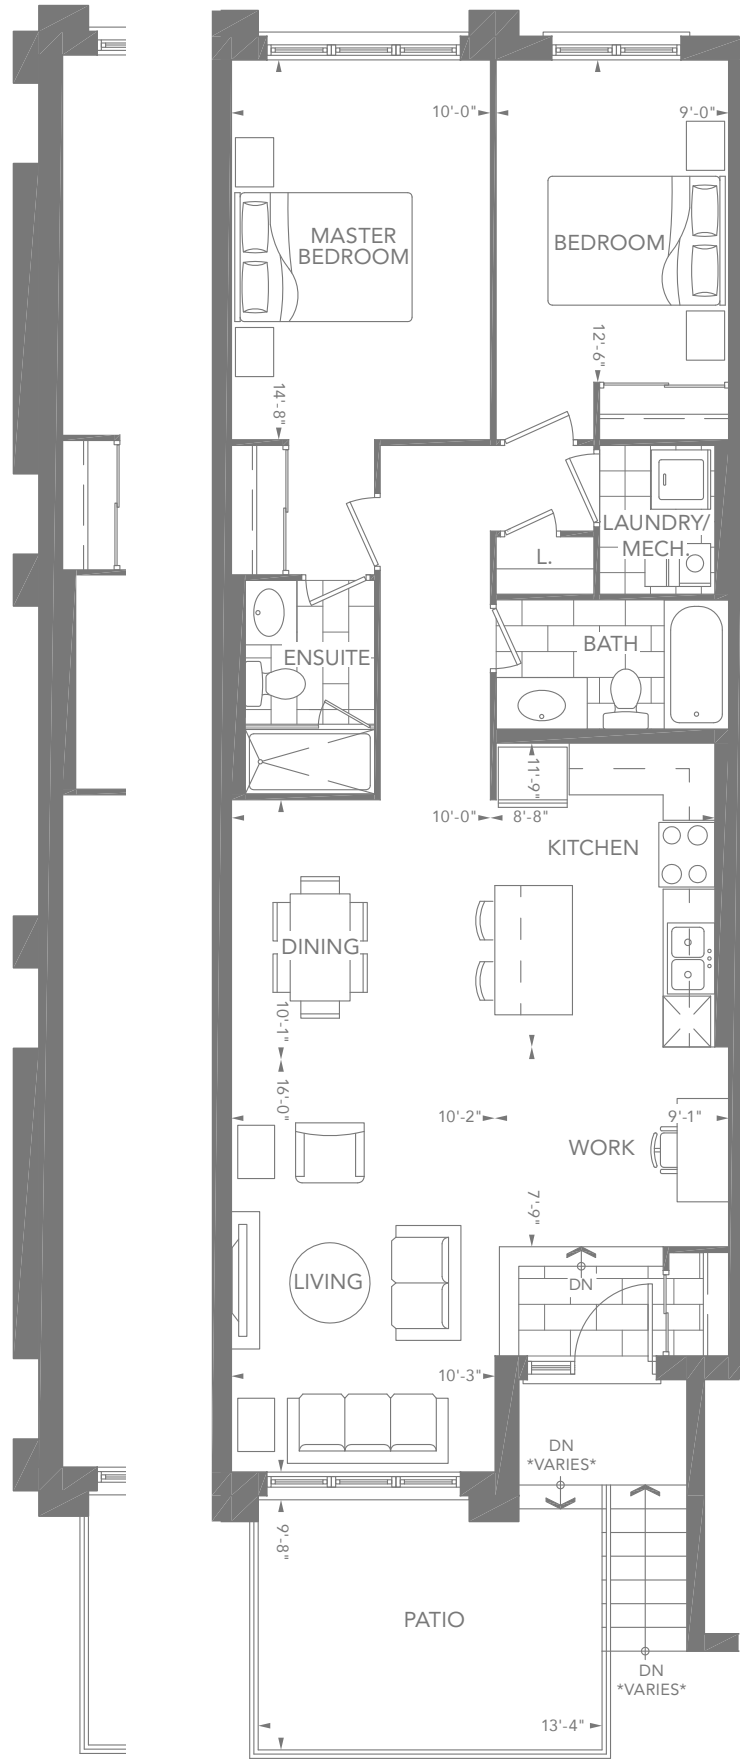 10'-0"
9'-0"
MASTER
BEDROOM
BEDROOM
12'-6"
14'-8"
LAUNDRY/
MECH.
L.
BATH
ENSUITE
11'-9"
10'-0"
8'-8"
KITCHEN
DINING
10'-1"
16'-0"
10'-2"
9'-1"
WORK
7'-9"
DN
LIVING
10'-3"
DN
*VARIES*
9'-8"
PATIO
DN
*VARIES*
13'-4"